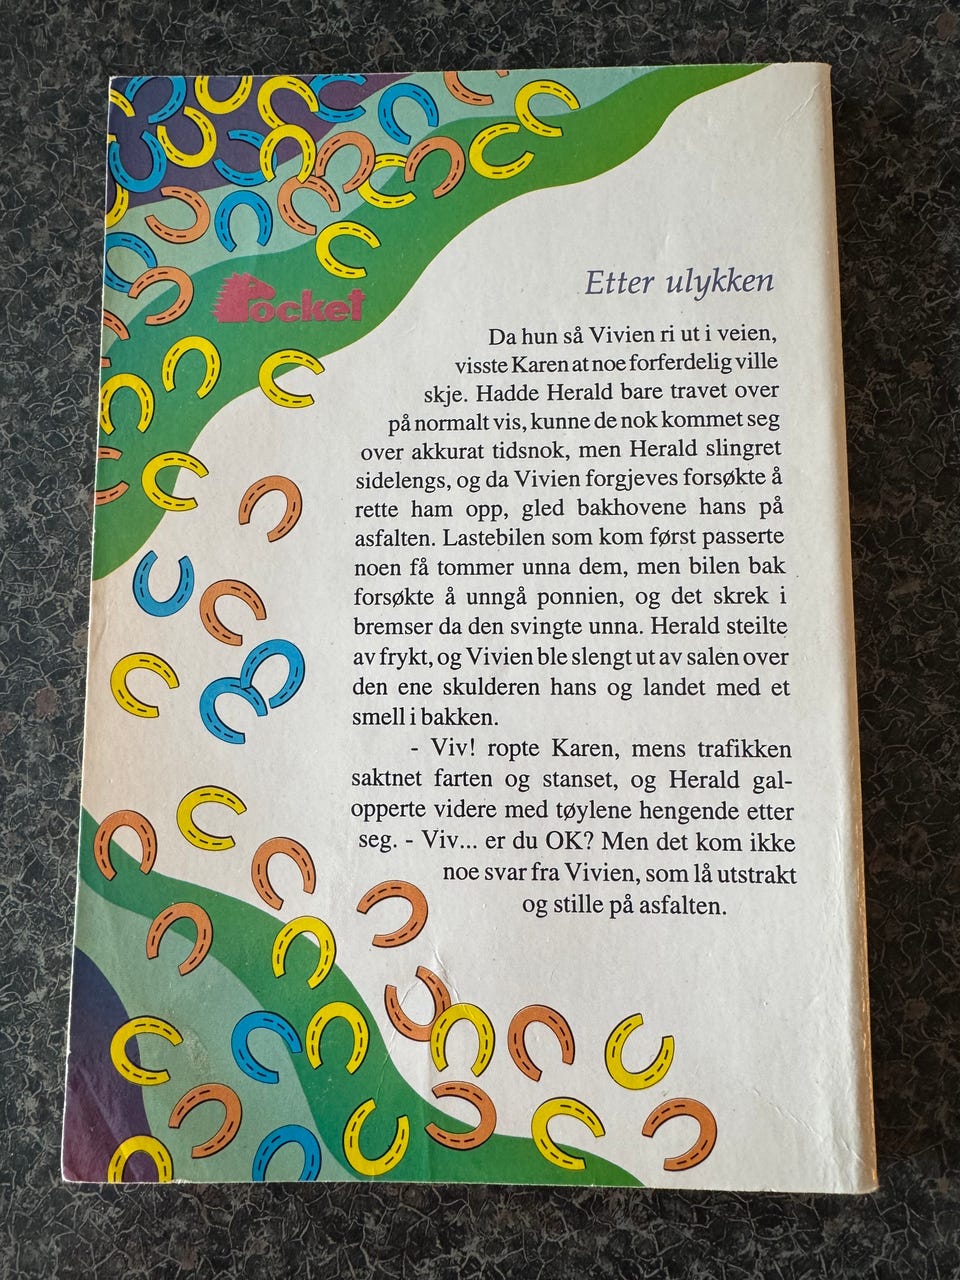 Pocket
Etter ulykken
Da hun så Vivien ri ut i veien,
visste Karen at noe forferdelig ville
skje. Hadde Herald bare travet over
på normalt vis, kunne de nok kommet seg
over akkurat tidsnok, men Herald slingret
sidelengs, og da Vivien forgjeves forsøkte å
rette ham opp, gled bakhovene hans på
asfalten. Lastebilen som kom først passerte
noen få tommer unna dem, men bilen bak
forsøkte å unngå ponnien, og det skrek i
bremser da den svingte unna. Herald steilte
av frykt, og Vivien ble slengt ut av salen over
den ene skulderen hans og landet med et
smell i bakken.
- Viv! ropte Karen, mens trafikken
saktnet farten og stanset, og Herald gal-
opperte videre med tøylene hengende etter
seg. - Viv... er du OK? Men det kom ikke
noe svar fra Vivien, som lå utstrakt
og stille på asfalten.